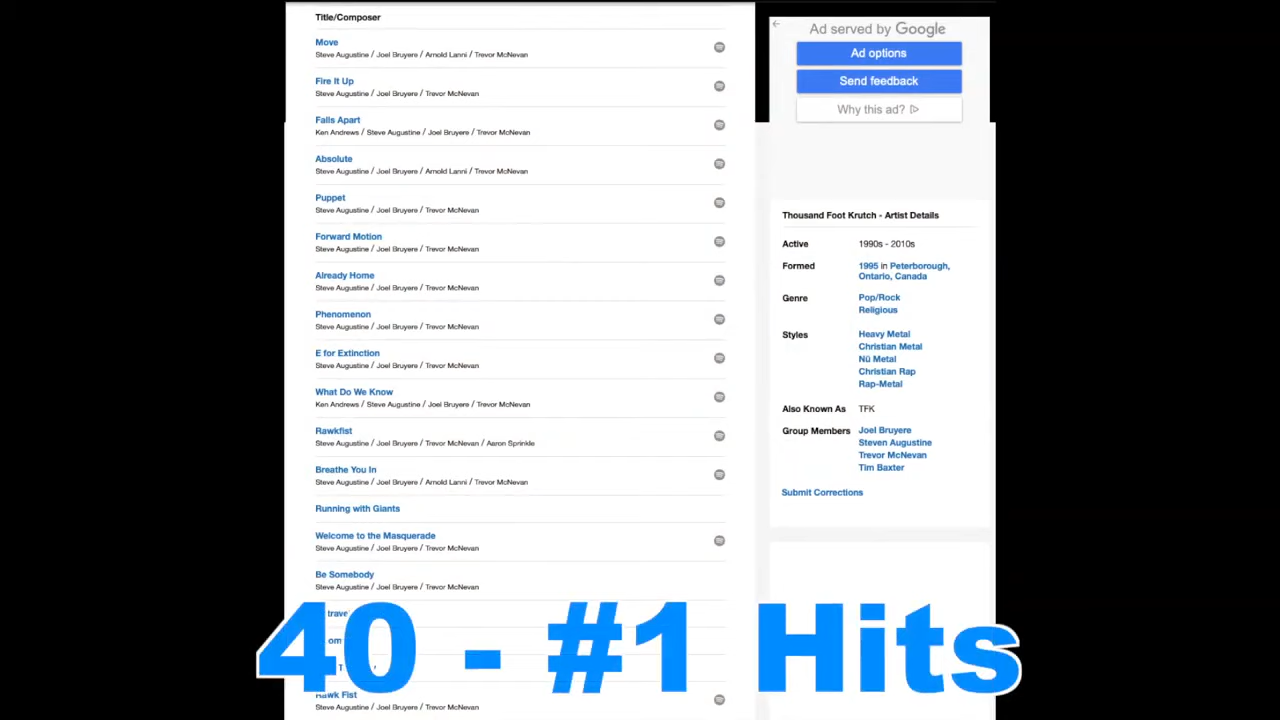 Title/Composer
Move
Steve Augustine / Joel Bruyere / Arnold Lanni / Trevor McNevan
Fire It Up
Steve Augustine / Joel Bruyere / Trevor McNevan
Falls Apart
Ken Andrews / Steve Augustine / Joel Bruyere / Trevor McNevan
Absolute
Steve Augustine / Joel Bruyere / Arnold Lanni / Trevor McNevan
Puppet
Steve Augustine / Joel Bruyere / Trevor McNevan
Forward Motion
Steve Augustine / Joel Bruyere / Trevor McNevan
Already Home
Steve Augustine / Joel Bruyere / Trevor McNevan
Phenomenon
Steve Augustine / Joel Bruyere / Trevor McNevan
E for Extinction
Steve Augustine / Joel Bruyere / Trevor McNevan
What Do We Know
Ken Andrews / Steve Augustine / Joel Bruyere / Trevor McNevan
Rawkfist
Steve Augustine / Joel Bruyere / Trevor McNevan / Aaron Sprinkle
Breathe You In
Steve Augustine / Joel Bruyere / Arnold Lanni / Trevor McNevan
Running with Giants
Welcome to the Masquerade
Steve Augustine / Joel Bruyere / Trevor McNevan
Be Somebody
Steve Augustine / Joel Bruyere / Trevor McNevan
Rawk Fist
Steve Augustine / Joel Bruyere / Trevor McNevan
Ad served by Google
Ad options
Send feedback
Why this ad?
Thousand Foot Krutch - Artist Details
Active 1990s - 2010s
Formed 1995 in Peterborough,
Ontario, Canada
Genre Pop/Rock
Religious
Styles Heavy Metal
Christian Metal
Nü Metal
Christian Rap
Rap-Metal
Also Known As TFK
Group Members Joel Bruyere
Steven Augustine
Trevor McNevan
Tim Baxter
Submit Corrections
40 - #1 Hits